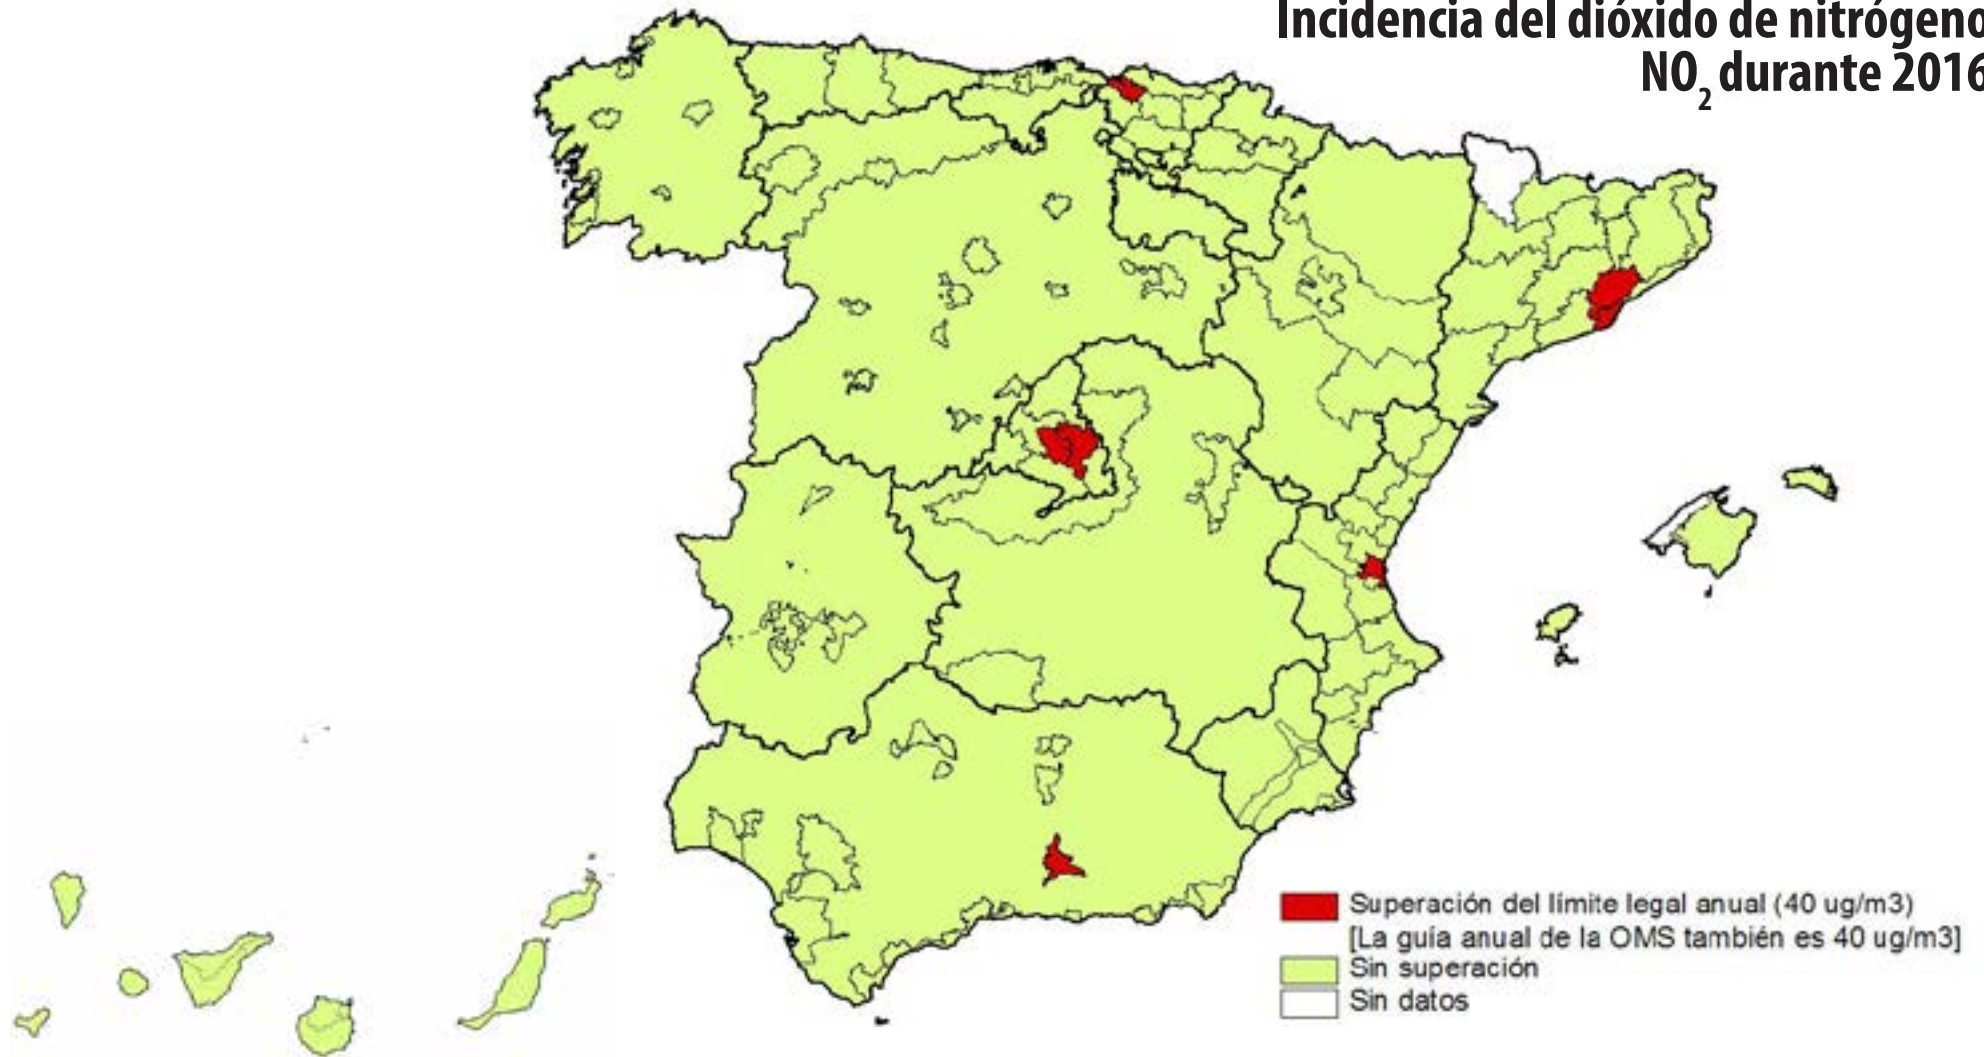 Incidencia del dióxido de nitrógeno
NO₂ durante 2016
Superación del límite legal anual (40 ug/m3)
[La guía anual de la OMS también es 40 ug/m3]
Sin superación
Sin datos